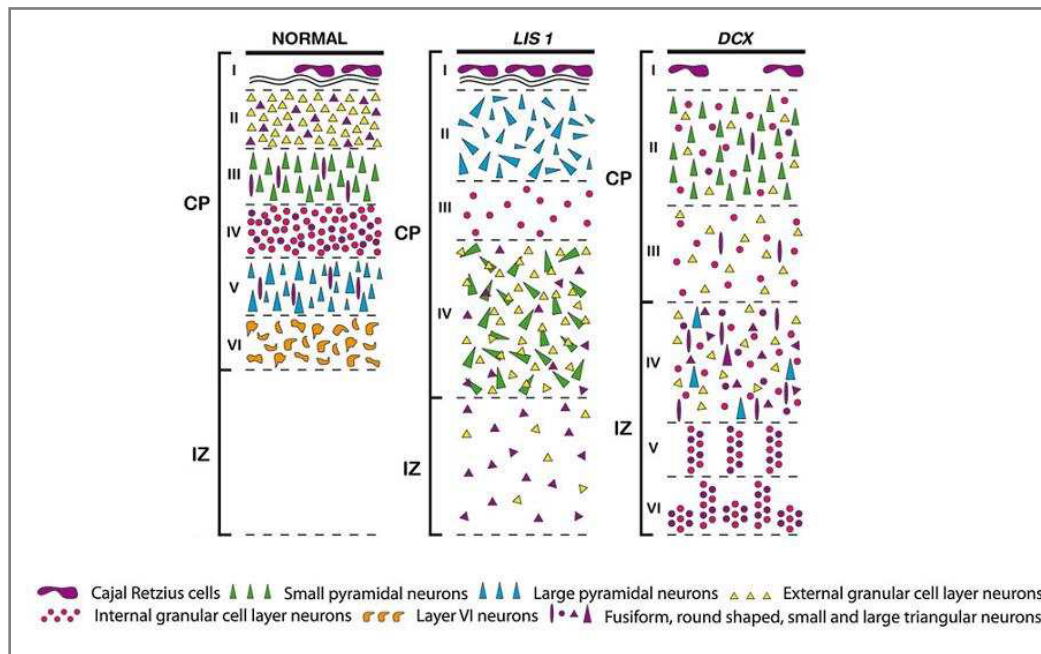 NORMAL
I
II
III
IV
V
VI
CP
IZ
LIS 1
I
II
III
IV
CP
IZ
DCX
I
II
III
IV
V
VI
CP
IZ
Cajal Retzius cells Small pyramidal neurons Large pyramidal neurons External granular cell layer neurons
Internal granular cell layer neurons Layer VI neurons Fusiform, round shaped, small and large triangular neurons